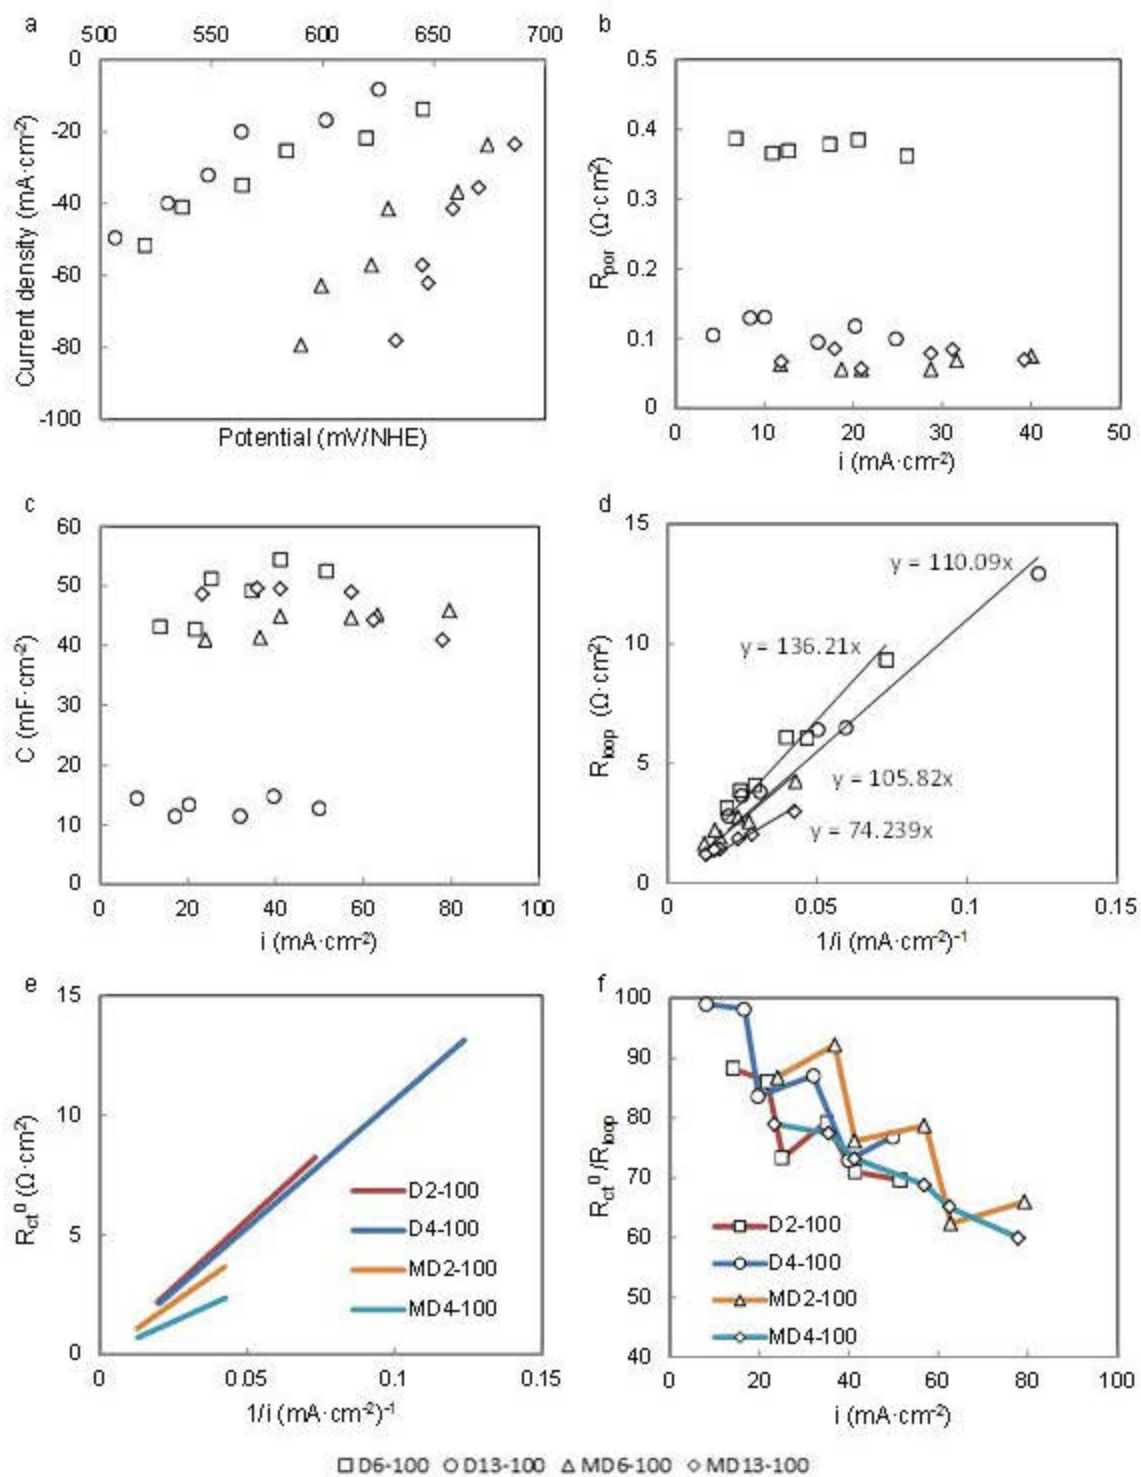 a
500 550 600 650 700
0
-20
-40
-60
-80
-100
Current density (mA·cm⁻²)
Potential (mV/NHE)
b
0.5
0.4
0.3
0.2
0.1
0
R_por (Ω·cm²)
0 10 20 30 40 50
i (mA·cm⁻²)
c
60
50
40
30
20
10
0
C (mF·cm⁻²)
0 20 40 60 80 100
i (mA·cm⁻²)
d
15
10
5
0
R_loop (Ω·cm²)
y = 110.09x
y = 136.21x
y = 105.82x
y = 74.239x
0 0.05 0.1 0.15
1/i (mA·cm⁻²)⁻¹
e
15
10
5
0
R_ct⁰ (Ω·cm²)
D2-100
D4-100
MD2-100
MD4-100
0 0.05 0.1 0.15
1/i (mA·cm⁻²)⁻¹
f
100
90
80
70
60
50
40
R_ct⁰/R_loop
D2-100
D4-100
MD2-100
MD4-100
0 20 40 60 80 100
i (mA·cm⁻²)
D6-100 D13-100 MD6-100 MD13-100